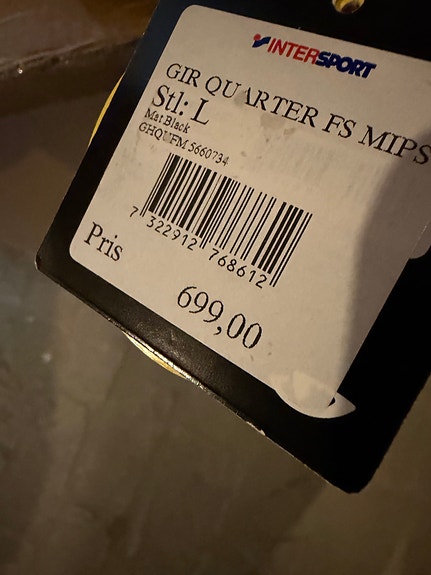 INTERSPORT
GIR QUARTER FS MIPS
Stl: L
Mat Black
GHQUFM 5660734
7 322912 768612
Pris
699,00